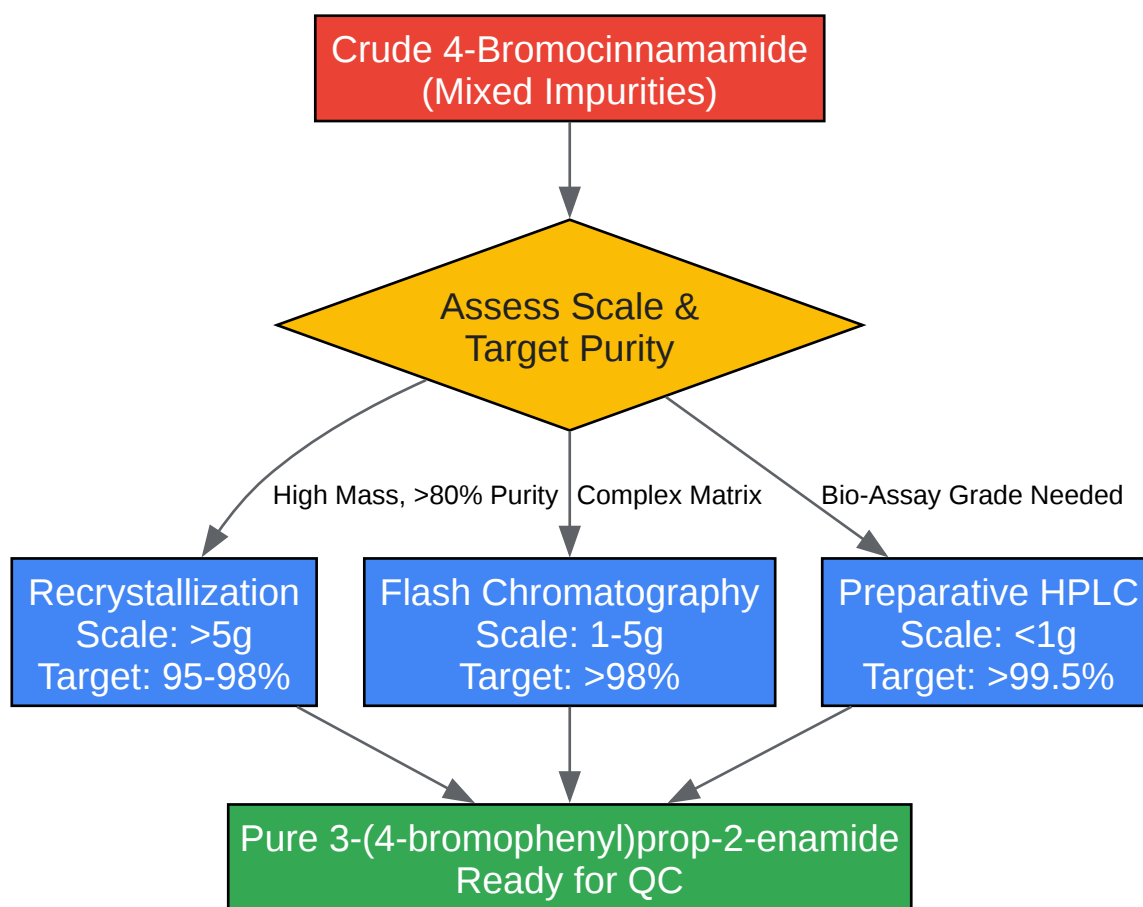 Crude 4-Bromocinnamamide
(Mixed Impurities)
Assess Scale &
Target Purity
High Mass, >80% Purity
Complex Matrix
Bio-Assay Grade Needed
Recrystallization
Scale: >5g
Target: 95-98%
Flash Chromatography
Scale: 1-5g
Target: >98%
Preparative HPLC
Scale: <1g
Target: >99.5%
Pure 3-(4-bromophenyl)prop-2-enamide
Ready for QC